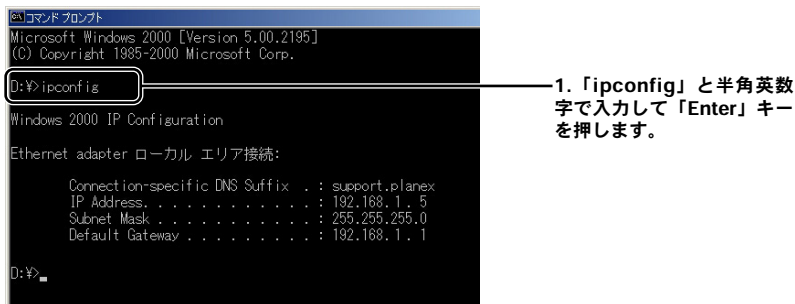 コマンド プロンプト
Microsoft Windows 2000 [Version 5.00.2195]
(C) Copyright 1985-2000 Microsoft Corp.
D:¥>ipconfig
Windows 2000 IP Configuration
Ethernet adapter ローカル エリア接続:
Connection-specific DNS Suffix . : support.planex
IP Address. . . . . . . . . . . . : 192.168.1.5
Subnet Mask . . . . . . . . . . . : 255.255.255.0
Default Gateway . . . . . . . . . : 192.168.1.1
D:¥>
1.「ipconfig」と半角英数
字で入力して「Enter」キー
を押します。